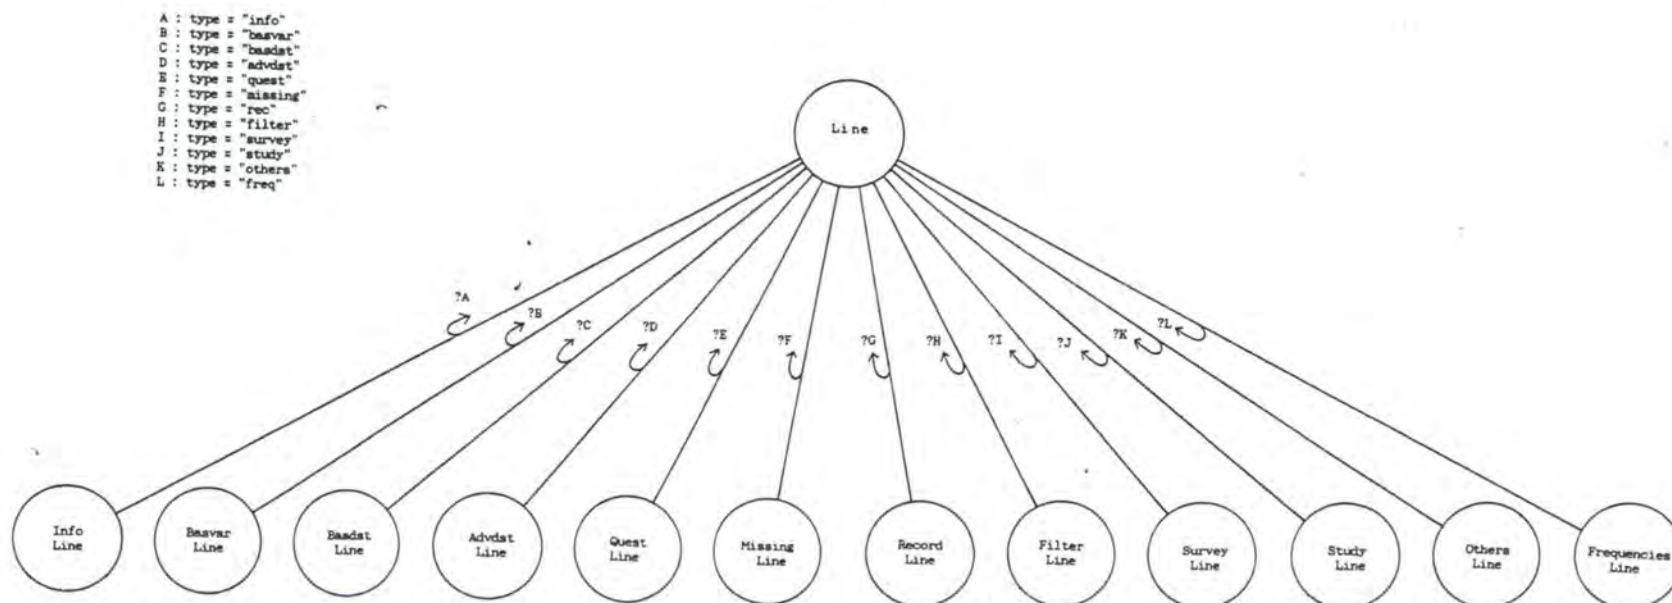 A : type = "info"
B : type = "basvar"
C : type = "basdst"
D : type = "advdst"
E : type = "quest"
F : type = "missing"
G : type = "rec"
H : type = "filter"
I : type = "survey"
J : type = "study"
K : type = "others"
L : type = "freq"
Line
?A
?B
?C
?D
?E
?F
?G
?H
?I
?J
?K
?L
Info
Line
Basvar
Line
Basdst
Line
Advdst
Line
Quest
Line
Missing
Line
Record
Line
Filter
Line
Survey
Line
Study
Line
Others
Line
Frequencies
Line